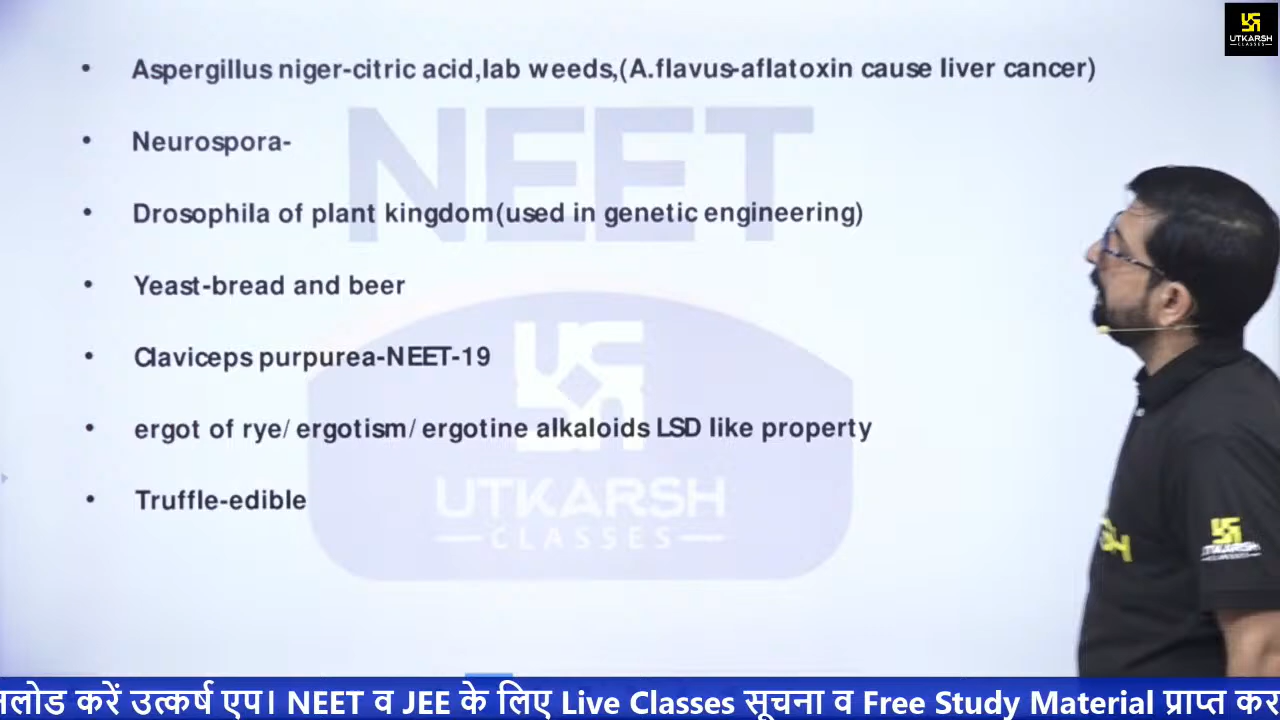 UTKARSH
CLASSES
• Aspergillus niger-citric acid,lab weeds,(A.flavus-aflatoxin cause liver cancer)
• Neurospora-
• Drosophila of plant kingdom(used in genetic engineering)
• Yeast-bread and beer
• Claviceps purpurea-NEET-19
• ergot of rye/ ergotism/ ergotine alkaloids LSD like property
• Truffle-edible
NEET
UTKARSH
CLASSES
UTKARSH
करें उत्कर्ष एप। NEET व JEE के लिए Live Classes सूचना व Free Study Material प्राप्त